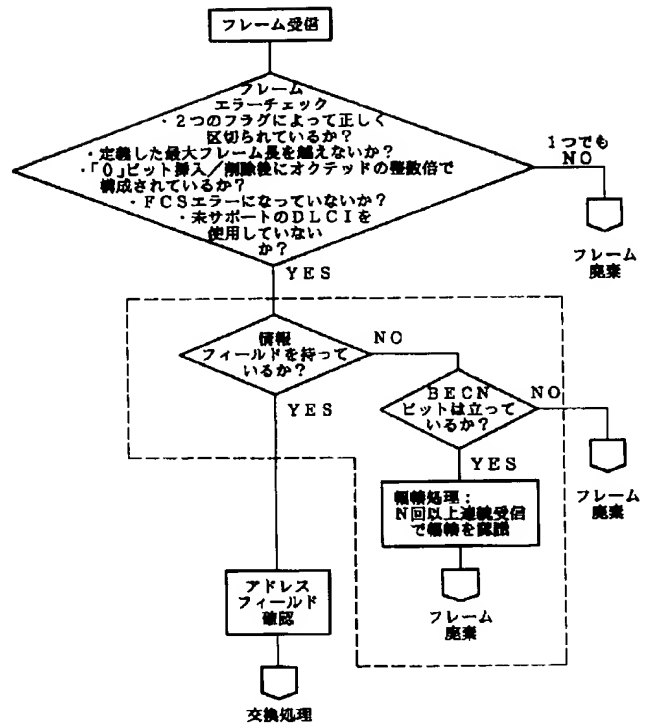 フレーム受信
フレーム
エラーチェック
・2つのフラグによって正しく
区切られているか?
・定義した最大フレーム長を越えないか?
・「0」ビット挿入/削除後にオクテッドの整数倍で
構成されているか?
・FCSエラーになっていないか?
・未サポートのDLCIを
使用していない
か?
1つでも
NO
フレーム
廃棄
YES
情報
フィールドを持って
いるか?
NO
YES
BECN
ビットは立って
いるか?
NO
フレーム
廃棄
YES
輻輳処理:
N回以上連続受信
で輻輳を認識
フレーム
廃棄
アドレス
フィールド
確認
交換処理